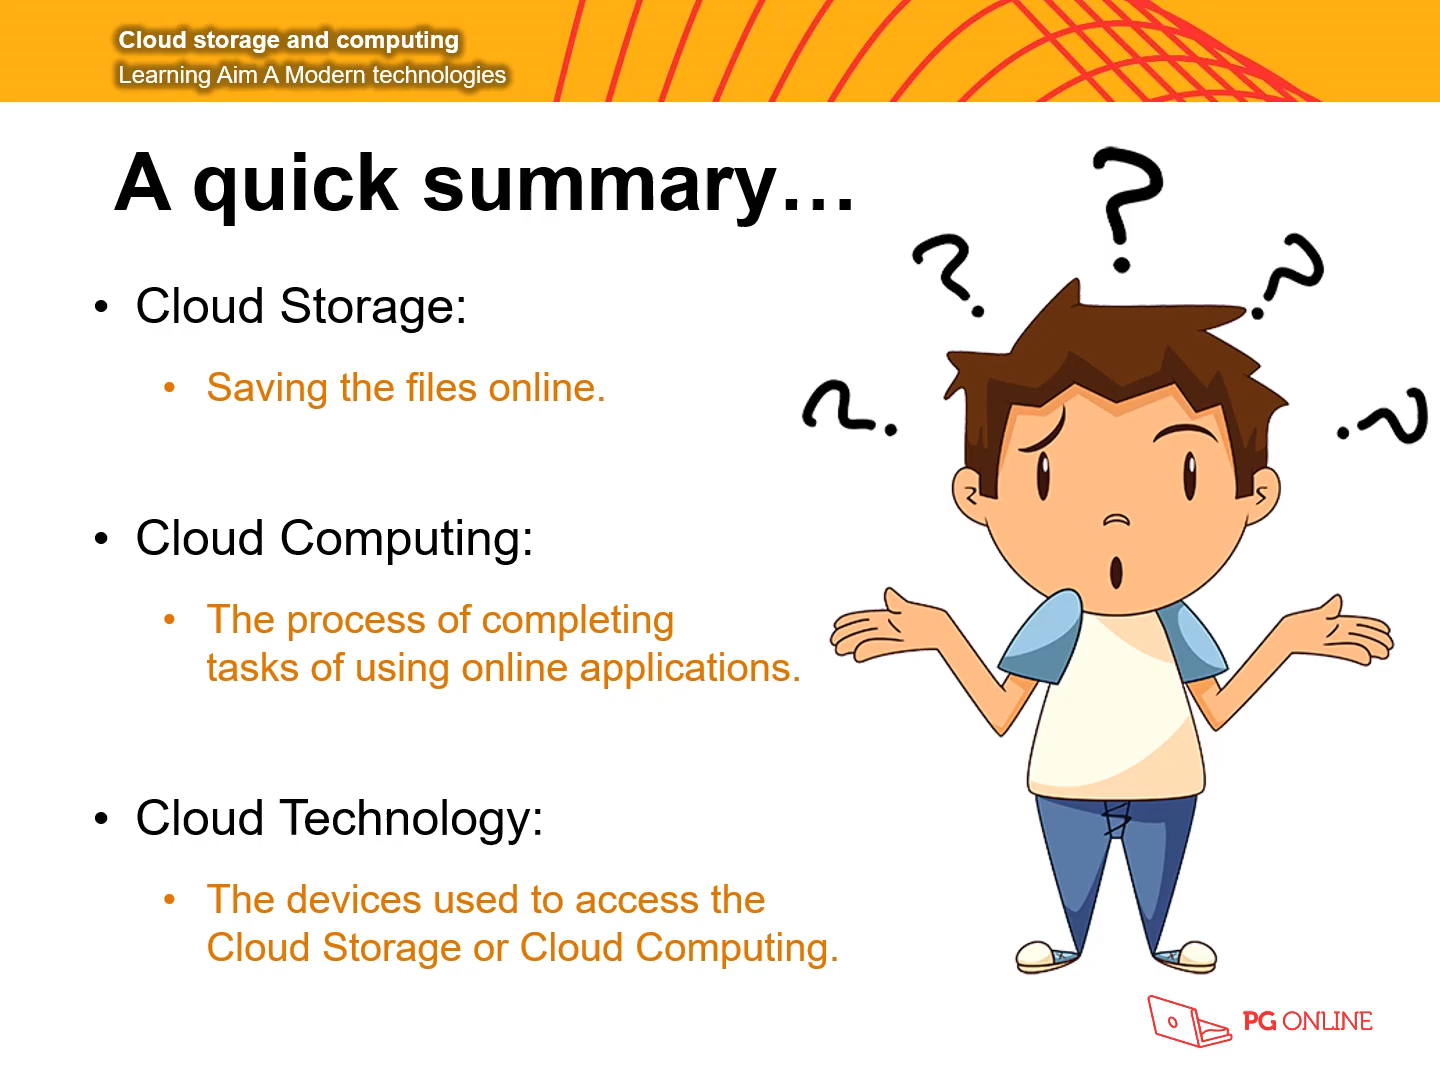 Cloud storage and computing
Learning Aim A Modern technologies
A quick summary…
• Cloud Storage:
• Saving the files online.
• Cloud Computing:
• The process of completing
tasks of using online applications.
• Cloud Technology:
• The devices used to access the
Cloud Storage or Cloud Computing.
? ? ? ? ?
PG ONLINE